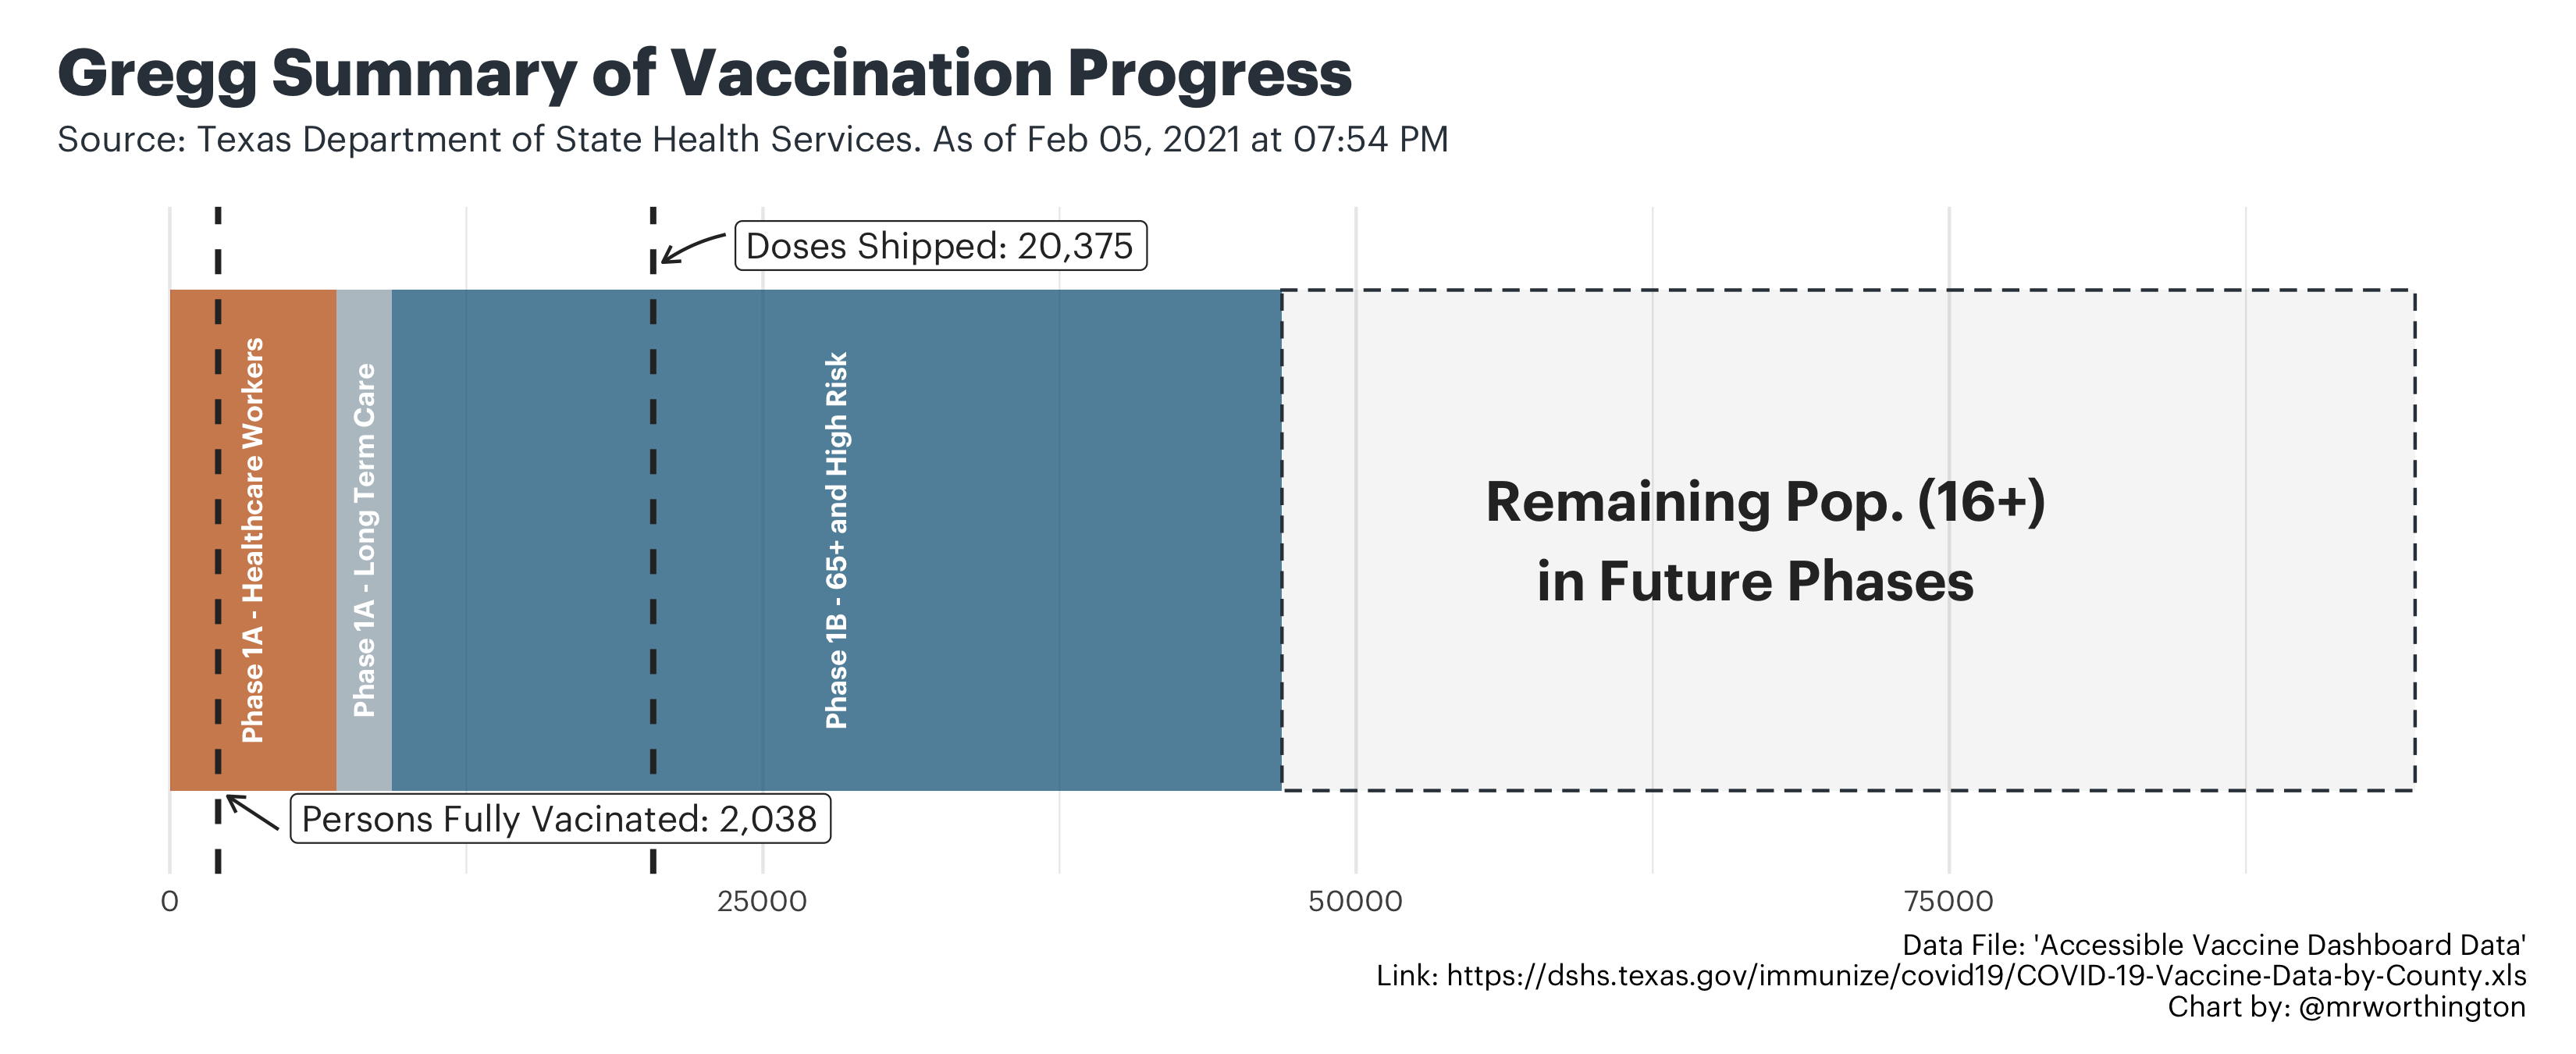 Gregg Summary of Vaccination Progress
Source: Texas Department of State Health Services. As of Feb 05, 2021 at 07:54 PM
Doses Shipped: 20,375
Phase 1A - Healthcare Workers
Phase 1A - Long Term Care
Phase 1B - 65+ and High Risk
Remaining Pop. (16+)
in Future Phases
Persons Fully Vacinated: 2,038
0
25000
50000
75000
Data File: 'Accessible Vaccine Dashboard Data'
Link: https://dshs.texas.gov/immunize/covid19/COVID-19-Vaccine-Data-by-County.xls
Chart by: @mrworthington